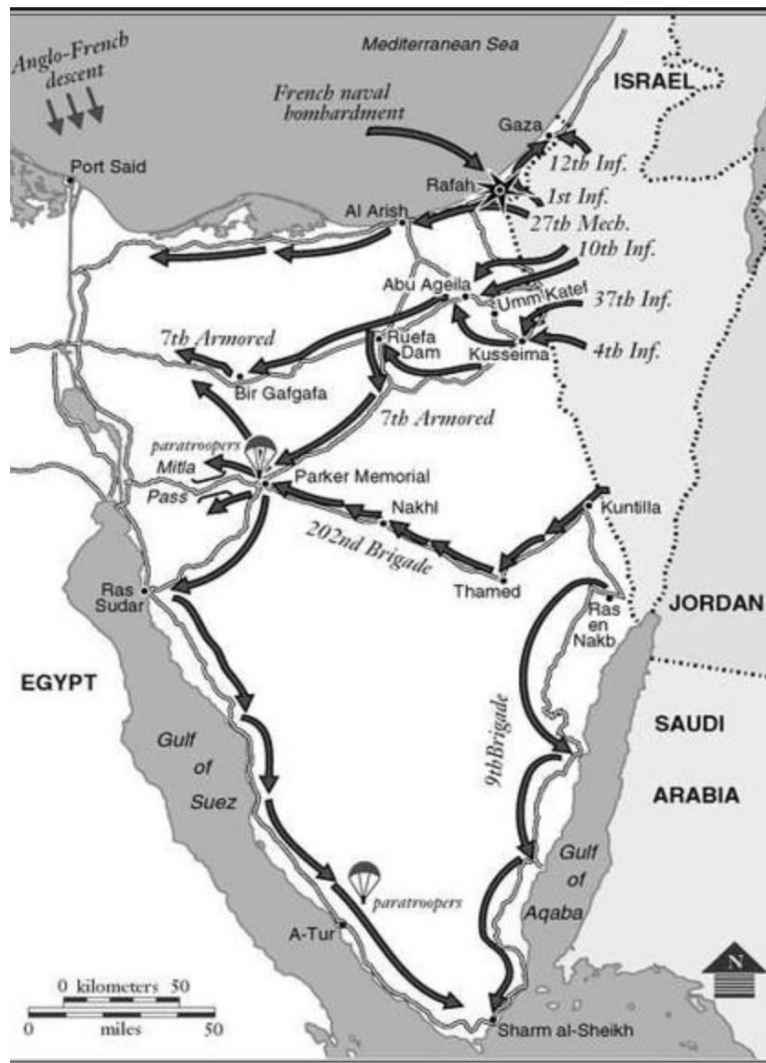 Mediterranean Sea
Anglo-French
descent
ISRAEL
French naval
bombardment
Gaza
Port Said
12th Inf.
Rafah
1st Inf.
Al Arish
27th Mech.
10th Inf.
Abu Ageila
Umm Katef
37th Inf.
7th Armored
Ruefa
Dam
Kusseima
4th Inf.
Bir Gafgafa
7th Armored
paratroopers
Mitla
Pass
Parker Memorial
Nakhl
Kuntilla
202nd Brigade
Thamed
Ras
Sudar
Ras
en
Nakb
JORDAN
EGYPT
9thBrigade
SAUDI
ARABIA
Gulf
of
Suez
Gulf
of
Aqaba
paratroopers
A-Tur
N
0 kilometers 50
0 miles 50
Sharm al-Sheikh